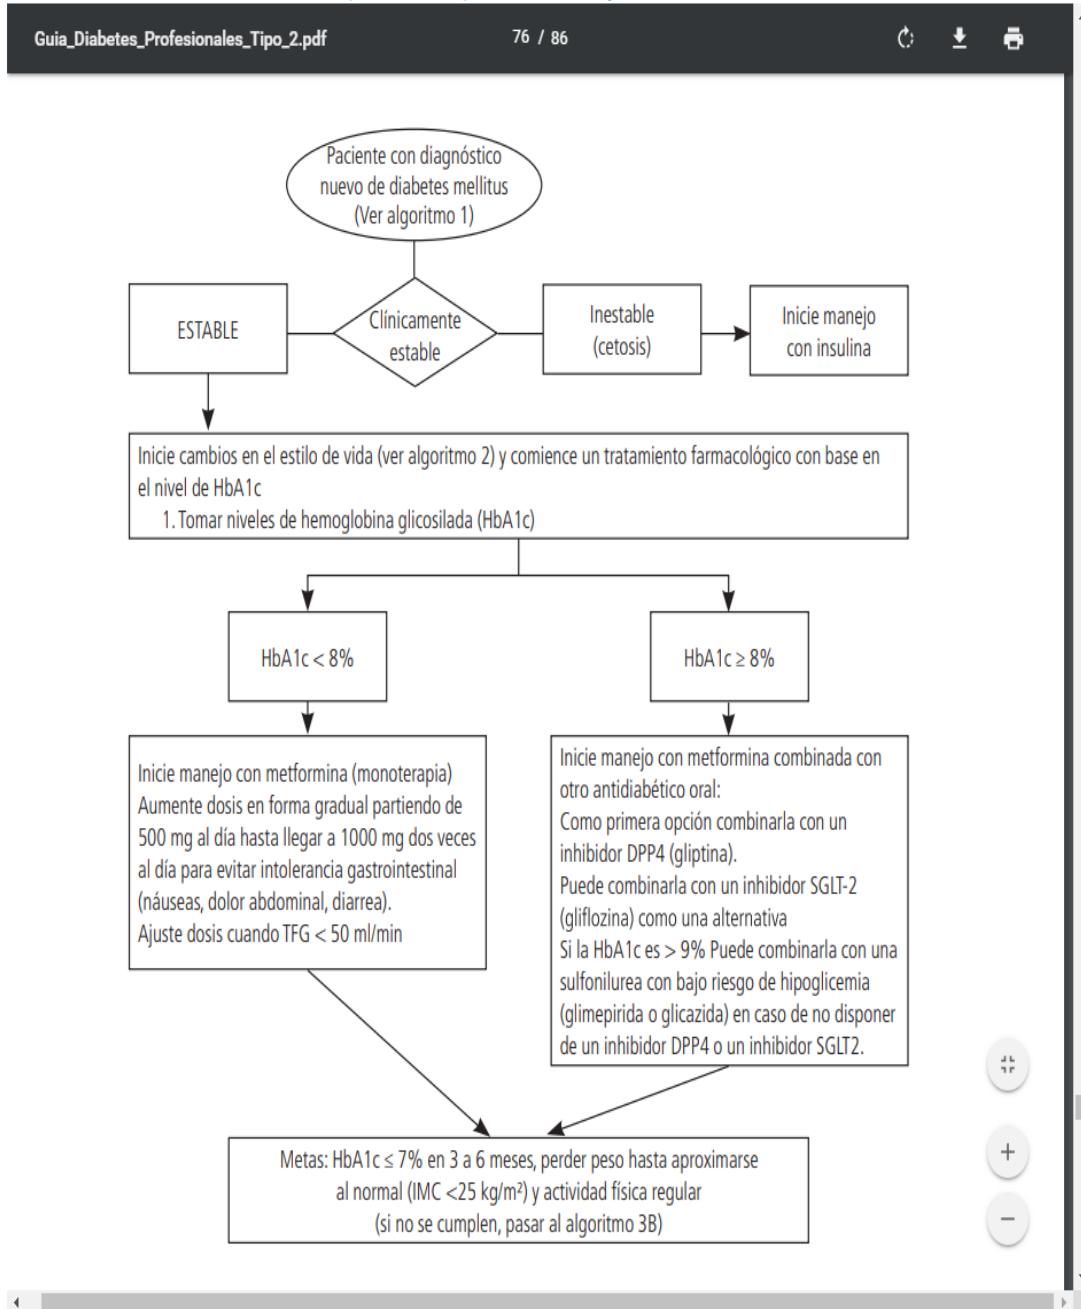 Guia_Diabetes_Profesionales_Tipo_2.pdf
76 / 86
Paciente con diagnóstico
nuevo de diabetes mellitus
(Ver algoritmo 1)
ESTABLE
Clínicamente
estable
Inestable
(cetosis)
Inicie manejo
con insulina
Inicie cambios en el estilo de vida (ver algoritmo 2) y comience un tratamiento farmacológico con base en
el nivel de HbA1c
1. Tomar niveles de hemoglobina glicosilada (HbA1c)
HbA1c < 8%
HbA1c ≥ 8%
Inicie manejo con metformina (monoterapia)
Aumente dosis en forma gradual partiendo de
500 mg al día hasta llegar a 1000 mg dos veces
al día para evitar intolerancia gastrointestinal
(náuseas, dolor abdominal, diarrea).
Ajuste dosis cuando TFG < 50 ml/min
Inicie manejo con metformina combinada con
otro antidiabético oral:
Como primera opción combinarla con un
inhibidor DPP4 (gliptina).
Puede combinarla con un inhibidor SGLT-2
(gliflozina) como una alternativa
Si la HbA1c es > 9% Puede combinarla con una
sulfonilurea con bajo riesgo de hipoglicemia
(glimepirida o glicazida) en caso de no disponer
de un inhibidor DPP4 o un inhibidor SGLT2.
Metas: HbA1c ≤ 7% en 3 a 6 meses, perder peso hasta aproximarse
al normal (IMC <25 kg/m²) y actividad física regular
(si no se cumplen, pasar al algoritmo 3B)